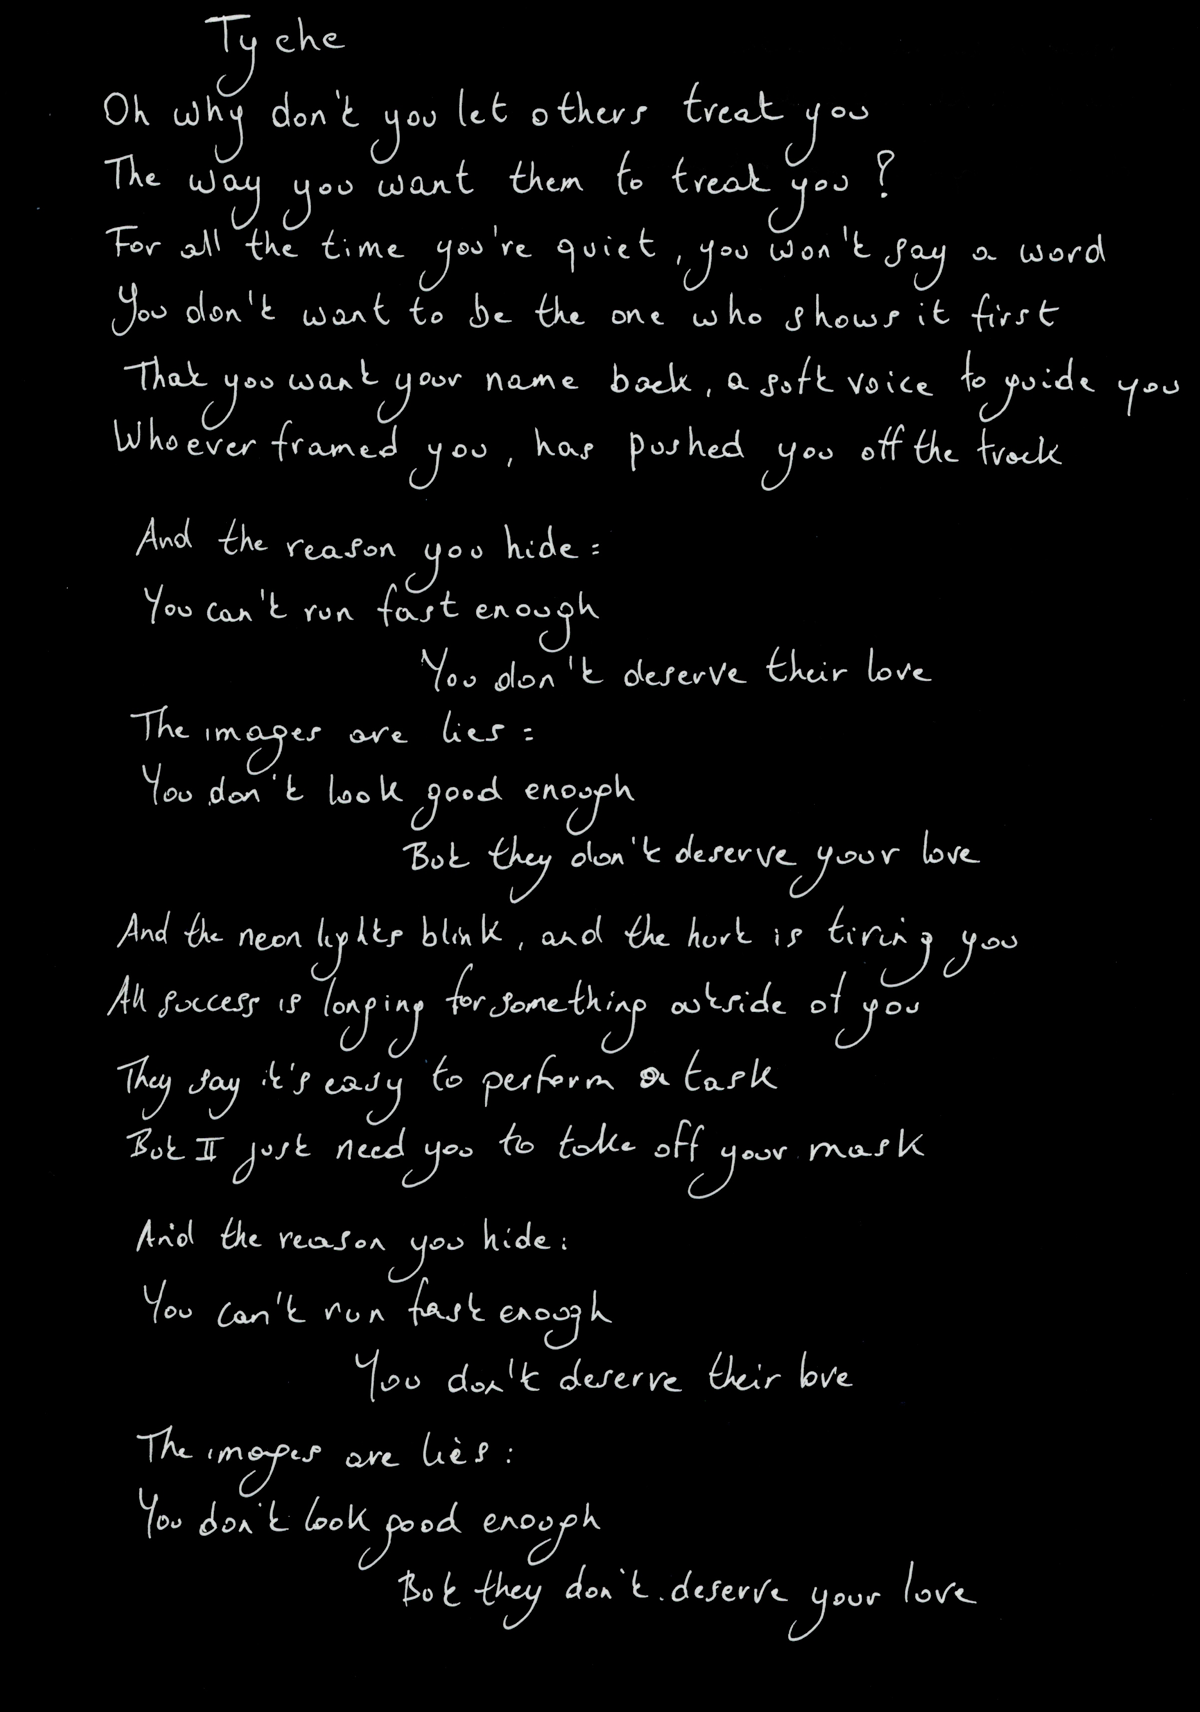 Tyche
Oh why don't you let others treat you
The way you want them to treat you?
For all the time you're quiet, you won't say a word
You don't want to be the one who shows it first
That you want your name back, a soft voice to guide you
Whoever framed you, has pushed you off the track
And the reason you hide:
You can't run fast enough
You don't deserve their love
The images are lies:
You don't look good enough
But they don't deserve your love
And the neon lights blink, and the hurt is tiring you
All success is longing for something outside of you
They say it's easy to perform a task
But I just need you to take off your mask
And the reason you hide:
You can't run fast enough
You don't deserve their love
The images are lies:
You don't look good enough
But they don't deserve your love